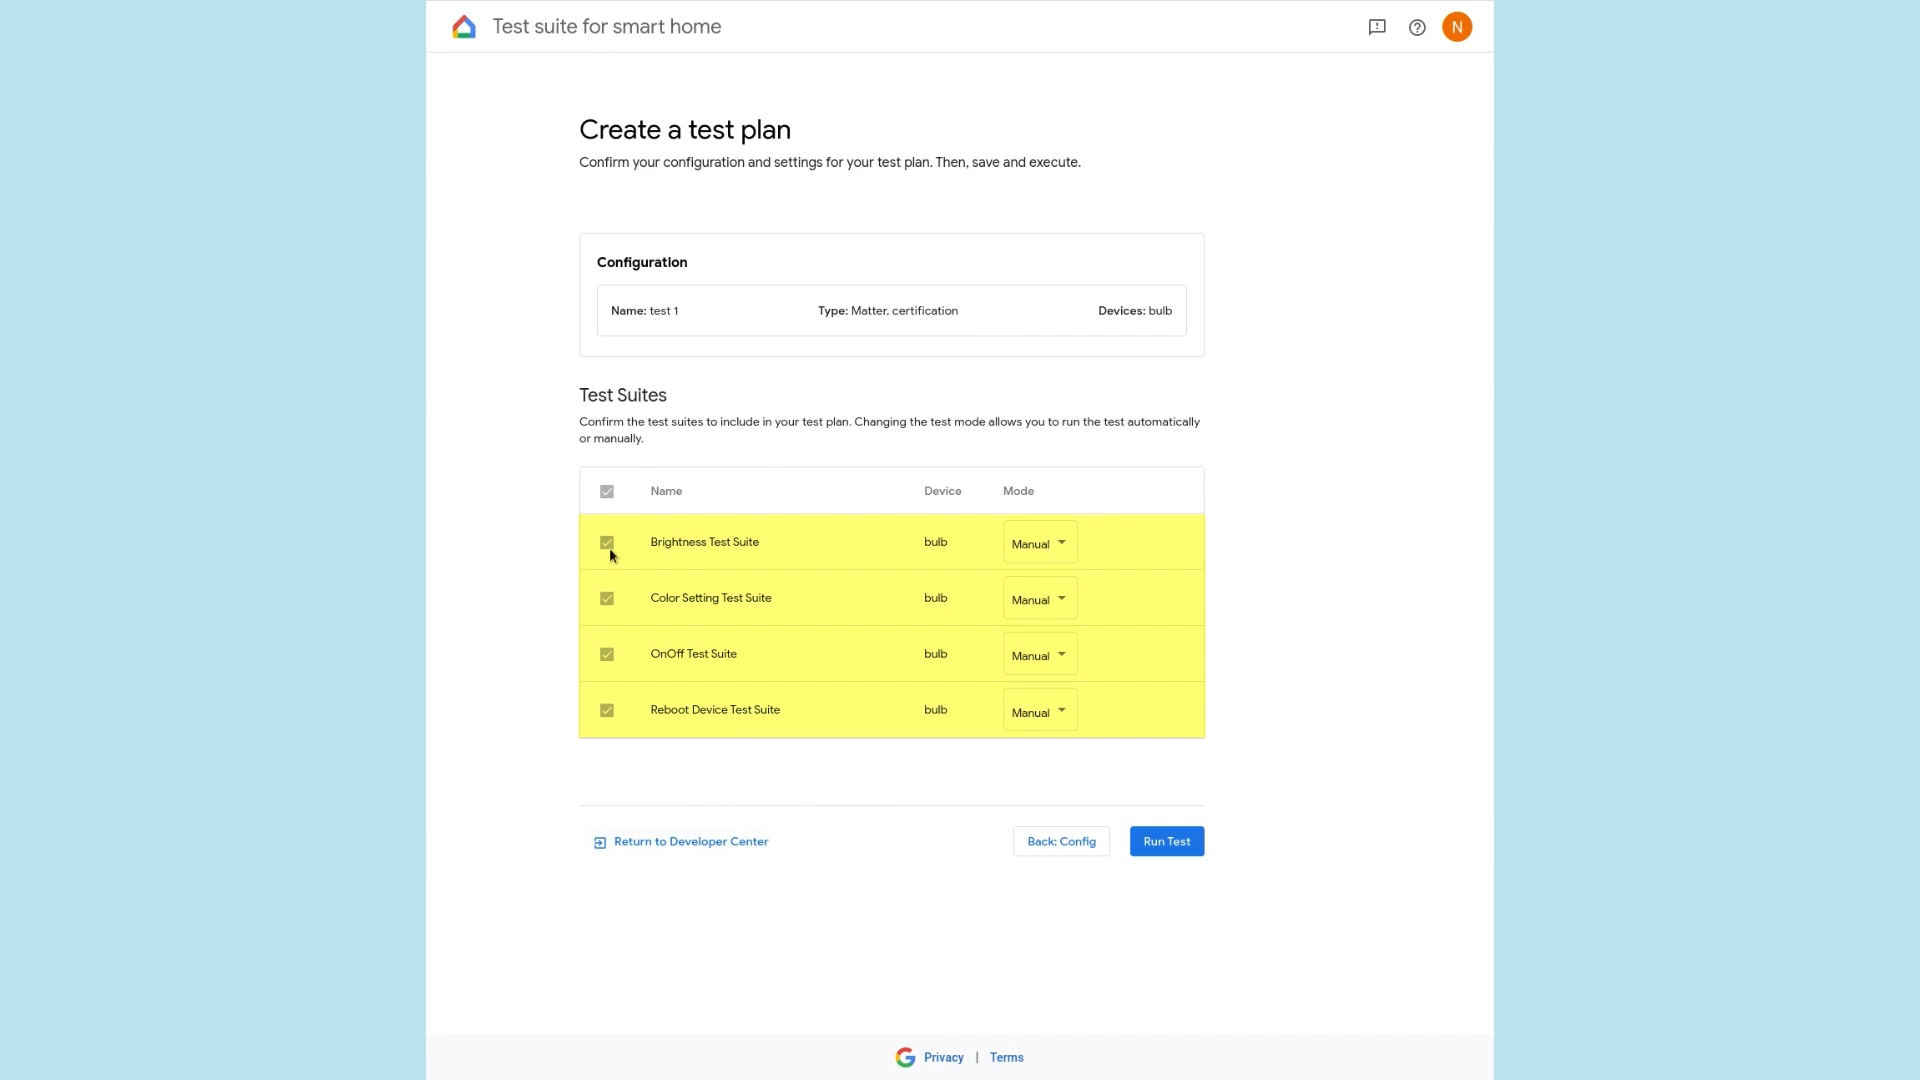 Test suite for smart home
N
Create a test plan
Confirm your configuration and settings for your test plan. Then, save and execute.
Configuration
Name: test 1 Type: Matter, certification Devices: bulb
Test Suites
Confirm the test suites to include in your test plan. Changing the test mode allows you to run the test automatically
or manually.
Name Device Mode
Brightness Test Suite bulb Manual
Color Setting Test Suite bulb Manual
OnOff Test Suite bulb Manual
Reboot Device Test Suite bulb Manual
Return to Developer Center Back: Config Run Test
Privacy | Terms